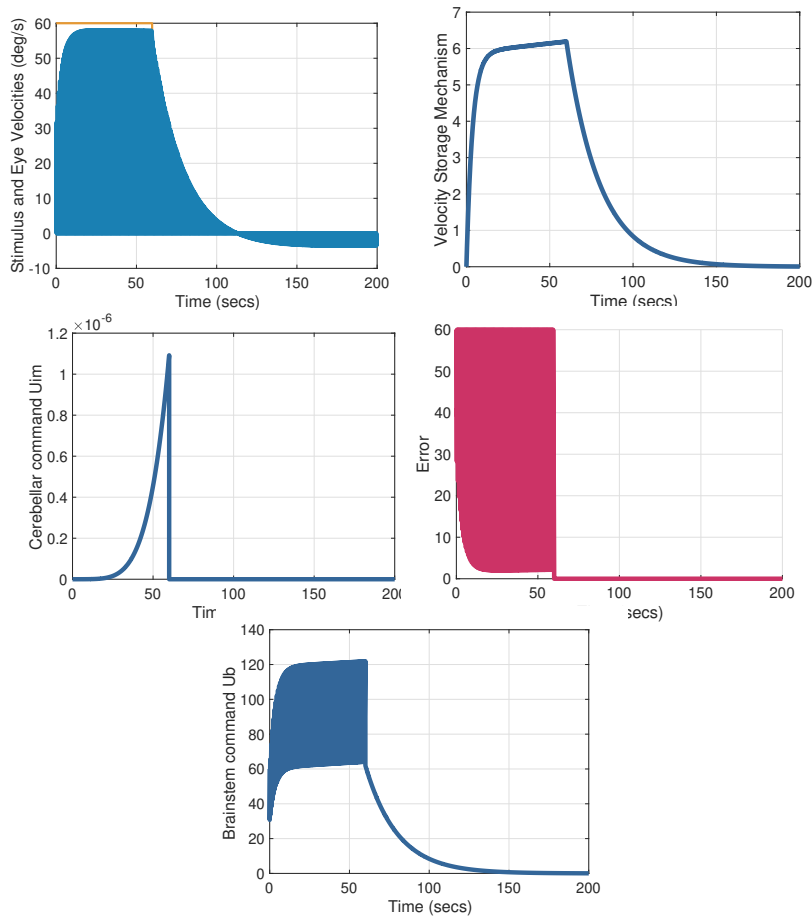 Stimulus and Eye Velocities (deg/s)
60
50
40
30
20
10
0
-10
0 50 100 150 200
Time (secs)
Velocity Storage Mechanism
7
6
5
4
3
2
1
0
0 50 100 150 200
Time (secs)
Cerebellar command Uim
×10-6
1.2
1
0.8
0.6
0.4
0.2
0
0 50 100 150 200
Tim
Error
60
50
40
30
20
10
0
0 50 100 150 200
secs)
Brainstem command Ub
140
120
100
80
60
40
20
0
0 50 100 150 200
Time (secs)